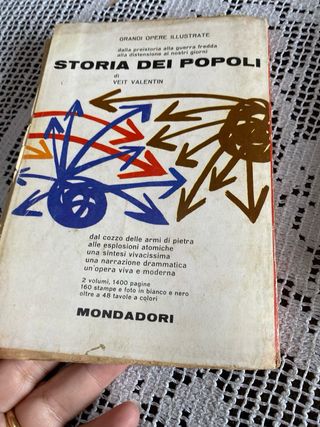 GRANDI OPERE ILLUSTRATE
dalla preistoria alla guerra fredda
alla distensione ai nostri giorni
STORIA DEI POPOLI
di
VEIT VALENTIN
dal cozzo delle armi di pietra
alle esplosioni atomiche
una sintesi vivacissima
una narrazione drammatica
un'opera viva e moderna
2 volumi, 1400 pagine
160 stampe e foto in bianco e nero
oltre a 48 tavole a colori
MONDADORI